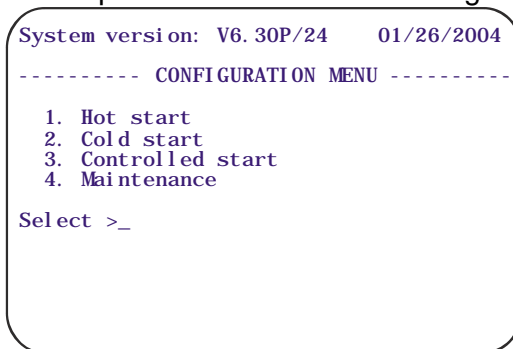 System version: V6.30P/24 01/26/2004
---------- CONFIGURATION MENU ----------
1. Hot start
2. Cold start
3. Controlled start
4. Maintenance
Select >_